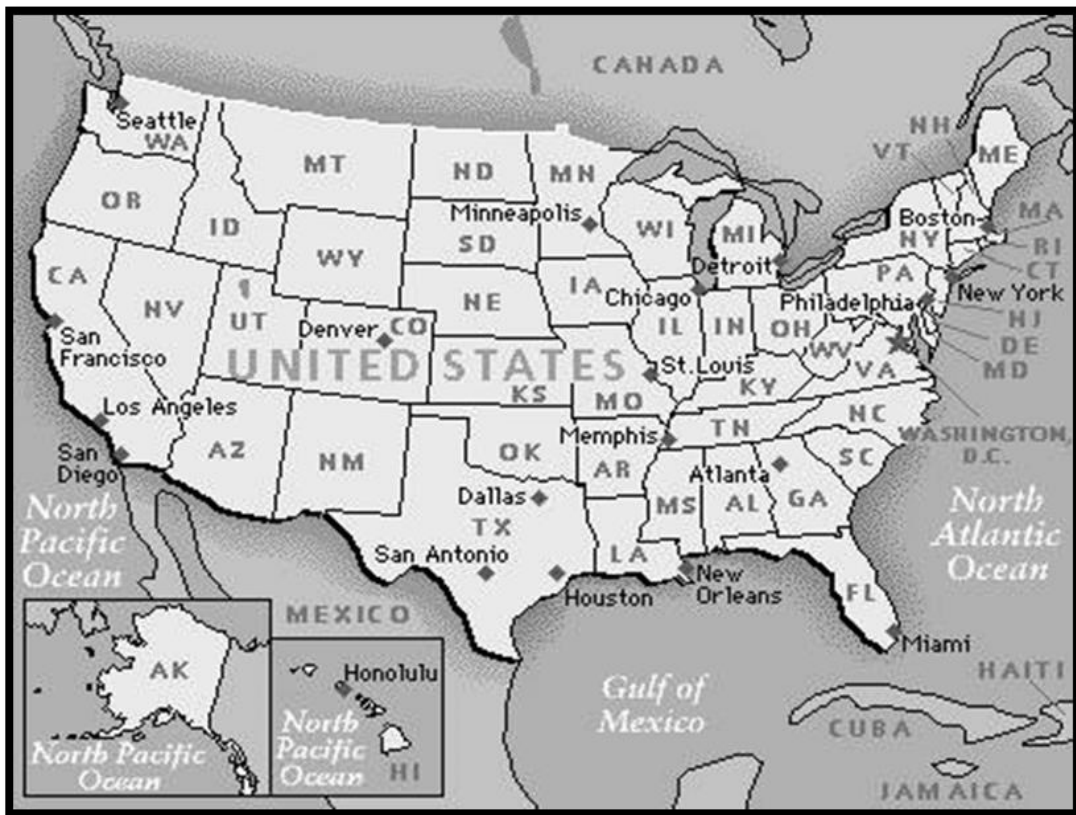 CANADA
NH
VT
ME
Seattle
WA
MT
ND
MN
OR
ID
Minneapolis
WI
MI
Boston
MA
NY
RI
SD
WY
CT
CA
Detroit
PA
NV
UT
NE
IA
Chicago
New York
Philadelphia
NJ
San
Francisco
Denver
CO
IL
IN
OH
WV
DE
MD
UNITED STATES
St. Louis
VA
KS
MO
KY
Los Angeles
NC
WASHINGTON,
D.C.
AZ
NM
OK
Memphis
TN
AR
SC
San
Diego
Atlanta
Dallas
TX
MS
AL
GA
North
Pacific
Ocean
North
Atlantic
Ocean
San Antonio
LA
New
Orleans
Houston
FL
MEXICO
Miami
AK
Honolulu
Gulf of
Mexico
HAITI
North Pacific
Ocean
North
Pacific
Ocean
HI
CUBA
JAMAICA